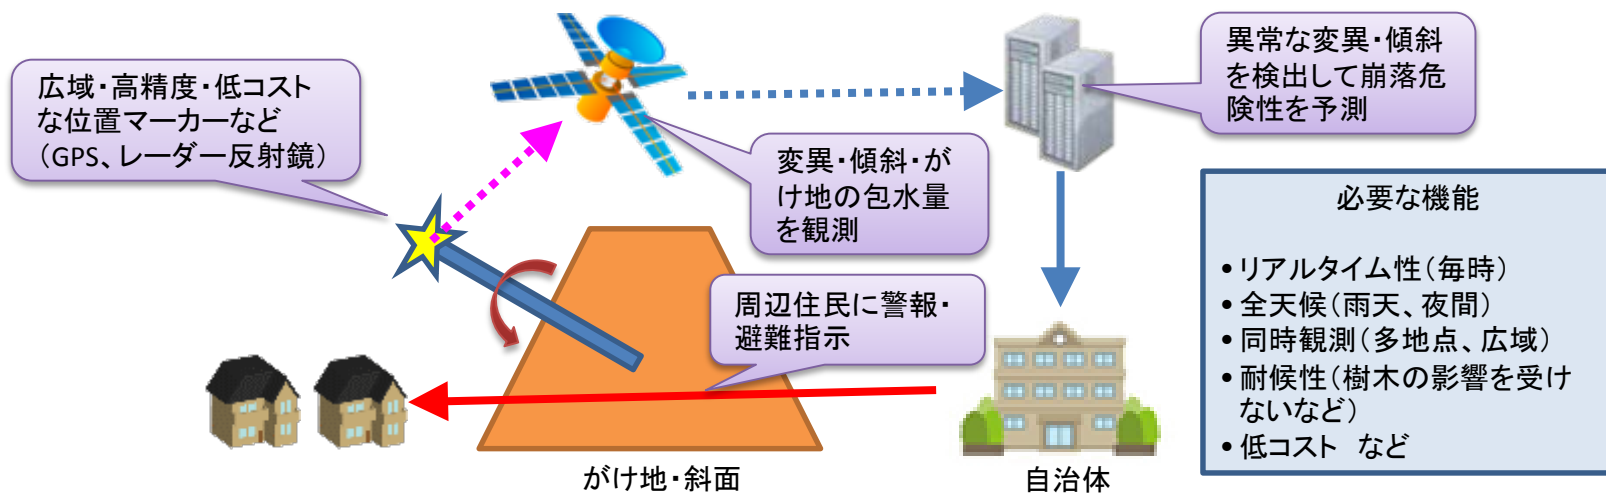 広域・高精度・低コスト
な位置マーカーなど
（GPS、レーダー反射鏡）
異常な変異・傾斜
を検出して崩落危
険性を予測
変異・傾斜・が
け地の包水量
を観測
周辺住民に警報・
避難指示
がけ地・斜面
自治体
必要な機能
•リアルタイム性（毎時）
•全天候（雨天、夜間）
•同時観測（多地点、広域）
•耐候性（樹木の影響を受け
ないなど）
•低コスト　など